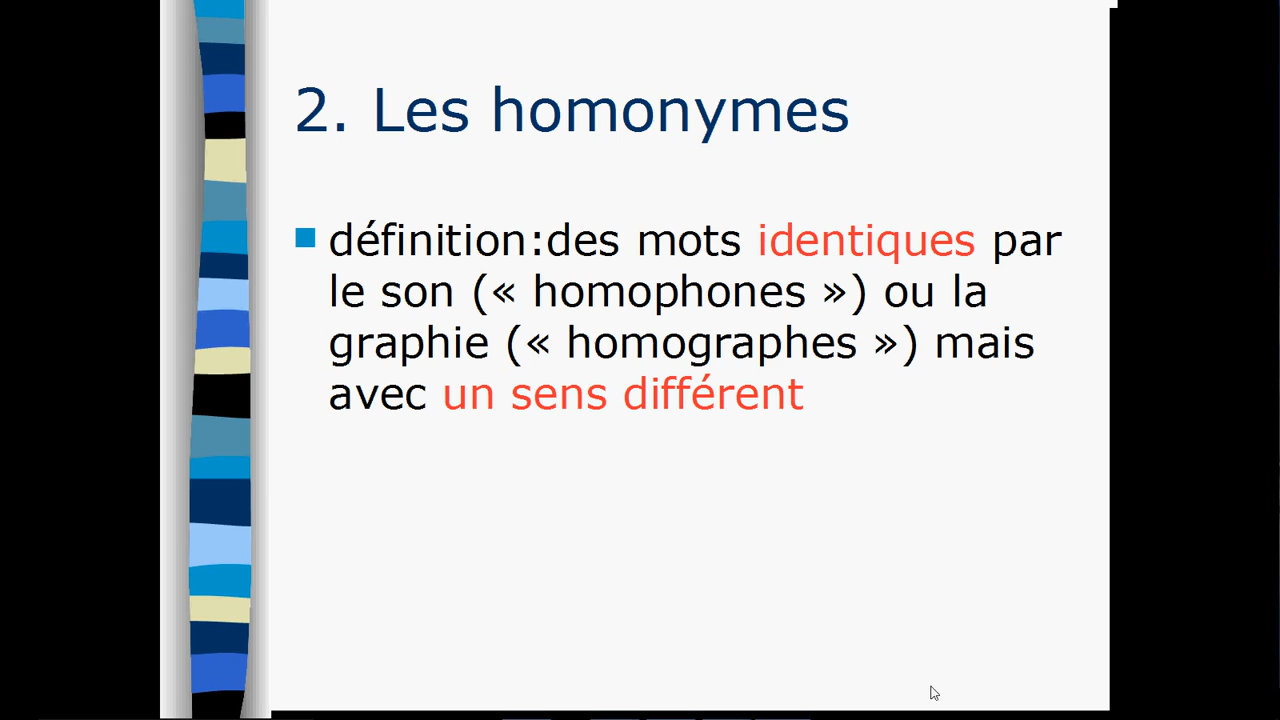 2. Les homonymes
définition:des mots identiques par
le son (« homophones ») ou la
graphie (« homographes ») mais
avec un sens différent